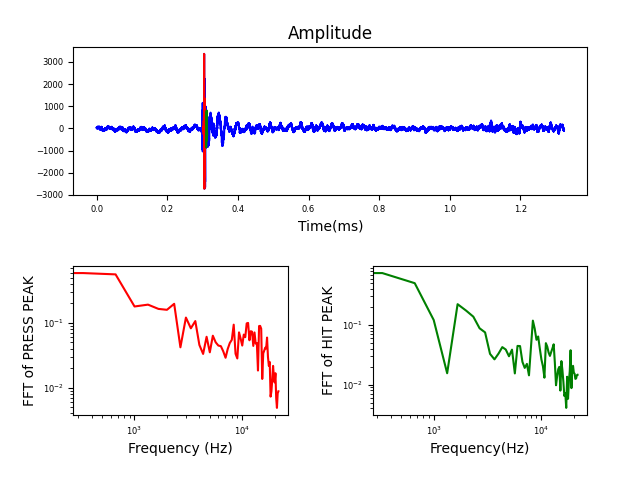 Amplitude
3000
2000
1000
0
−1000
−2000
−3000
0.0 0.2 0.4 0.6 0.8 1.0 1.2
Time(ms)
FFT of PRESS PEAK
10⁻¹
10⁻²
10³ 10⁴
Frequency (Hz)
FFT of HIT PEAK
10⁻¹
10⁻²
10³ 10⁴
Frequency(Hz)